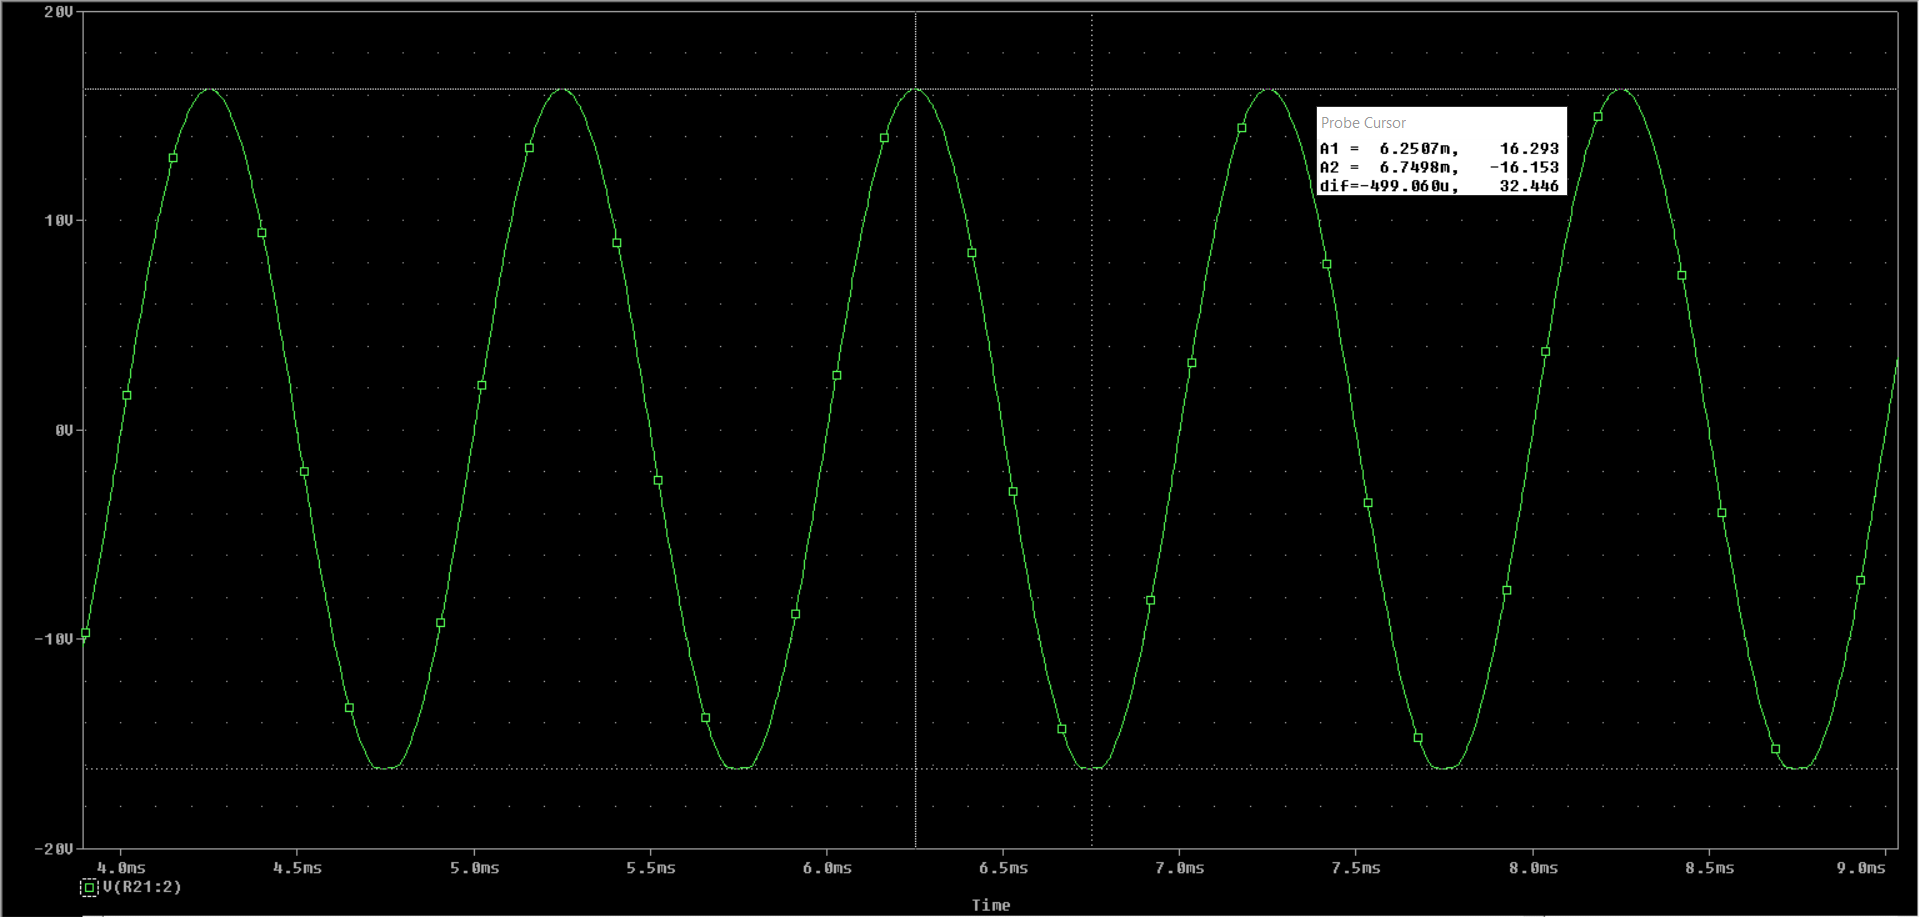 20V
10V
0V
-10V
-20V
Probe Cursor
A1 = 6.2507m, 16.293
A2 = 6.7498m, -16.153
dif=-499.060u, 32.446
4.0ms 4.5ms 5.0ms 5.5ms 6.0ms 6.5ms 7.0ms 7.5ms 8.0ms 8.5ms 9.0ms
V(R21:2)
Time